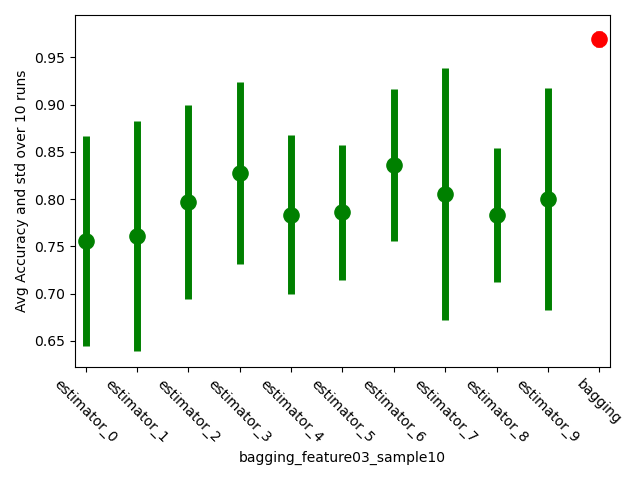 Avg Accuracy and std over 10 runs
0.95
0.90
0.85
0.80
0.75
0.70
0.65
estimator_0
estimator_1
estimator_2
estimator_3
estimator_4
estimator_5
estimator_6
estimator_7
estimator_8
estimator_9
bagging
bagging_feature03_sample10